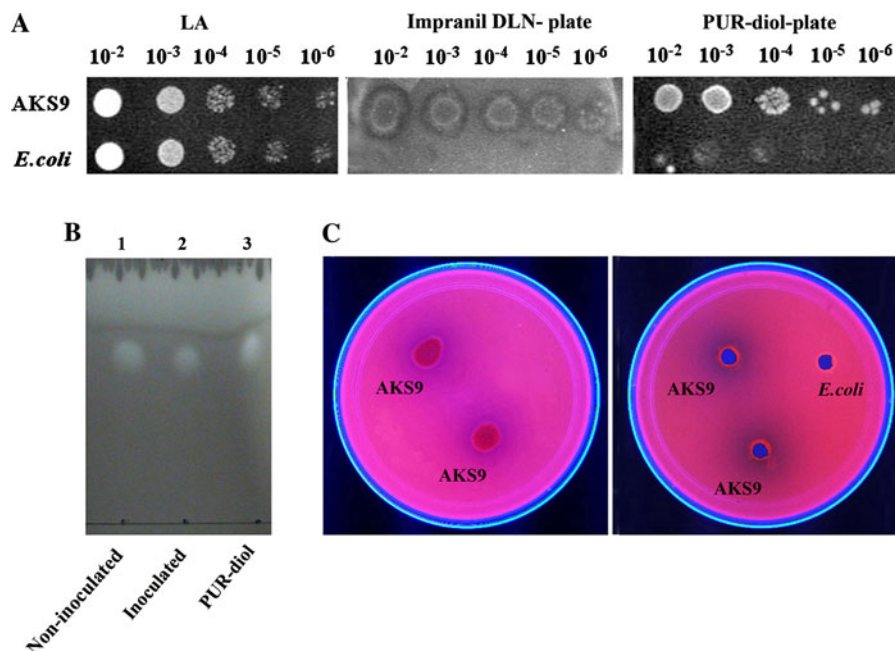 A
LA
Impranil DLN- plate
PUR-diol-plate
10-2 10-3 10-4 10-5 10-6
10-2 10-3 10-4 10-5 10-6
10-2 10-3 10-4 10-5 10-6
AKS9
E.coli
B
1 2 3
Non-inoculated
Inoculated
PUR-diol
C
AKS9
AKS9
AKS9
E.coli
AKS9